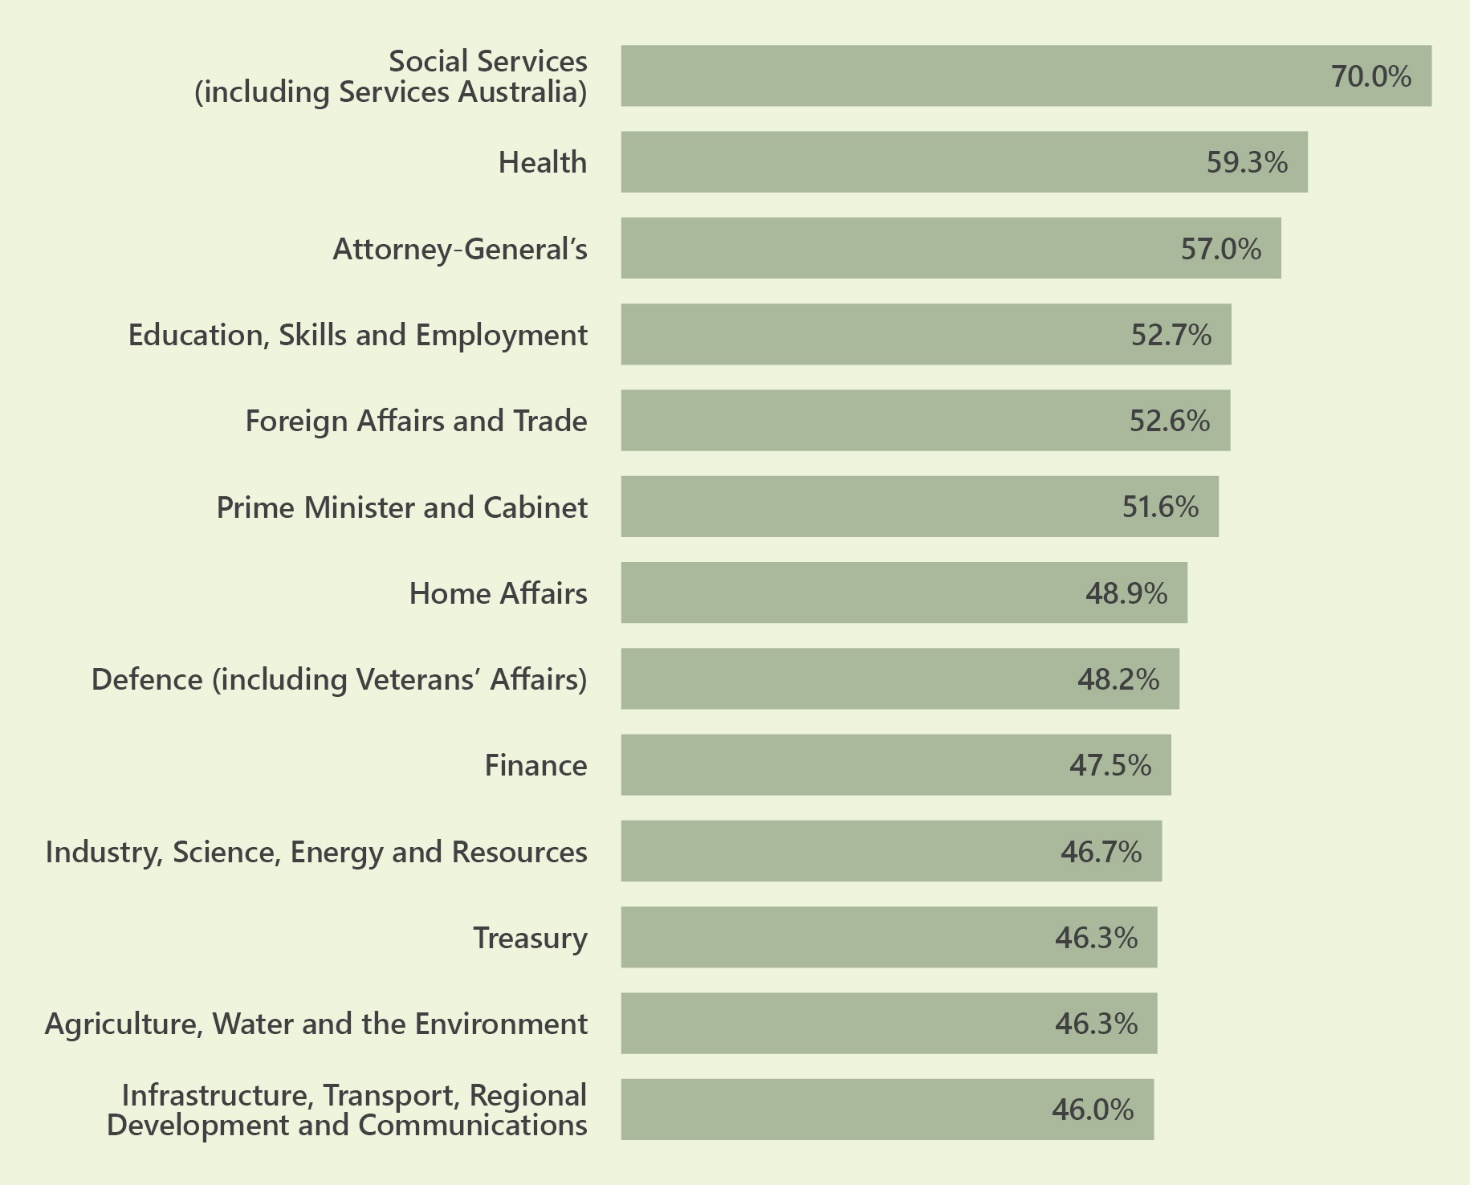 Social Services
(including Services Australia)
70.0%
Health
59.3%
Attorney-General’s
57.0%
Education, Skills and Employment
52.7%
Foreign Affairs and Trade
52.6%
Prime Minister and Cabinet
51.6%
Home Affairs
48.9%
Defence (including Veterans’ Affairs)
48.2%
Finance
47.5%
Industry, Science, Energy and Resources
46.7%
Treasury
46.3%
Agriculture, Water and the Environment
46.3%
Infrastructure, Transport, Regional
Development and Communications
46.0%